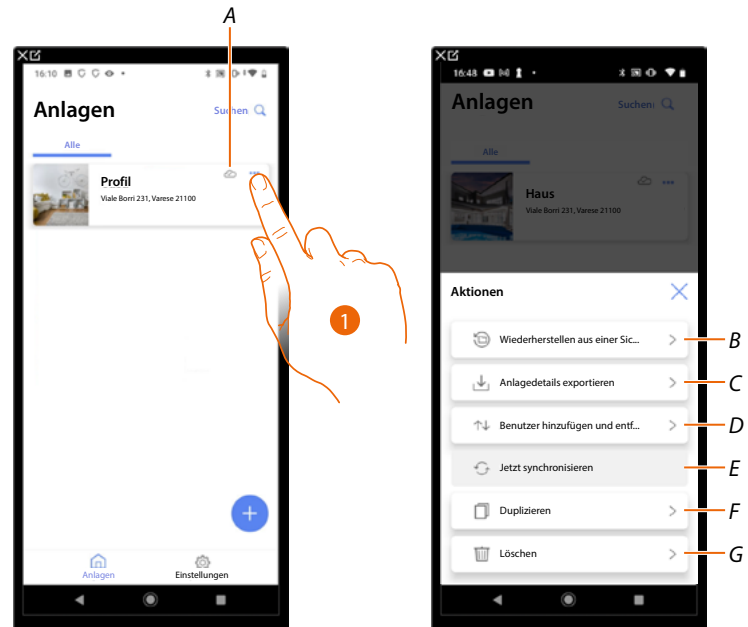 A
16:10
Anlagen
Suchen
Alle
Profil
Viale Borri 231, Varese 21100
1
Anlagen
Einstellungen
16:48
Anlagen
Suchen
Alle
Haus
Viale Borri 231, Varese 21100
Aktionen
Wiederherstellen aus einer Sic...
B
Anlagedetails exportieren
C
Benutzer hinzufügen und entf...
D
Jetzt synchronisieren
E
Duplizieren
F
Löschen
G